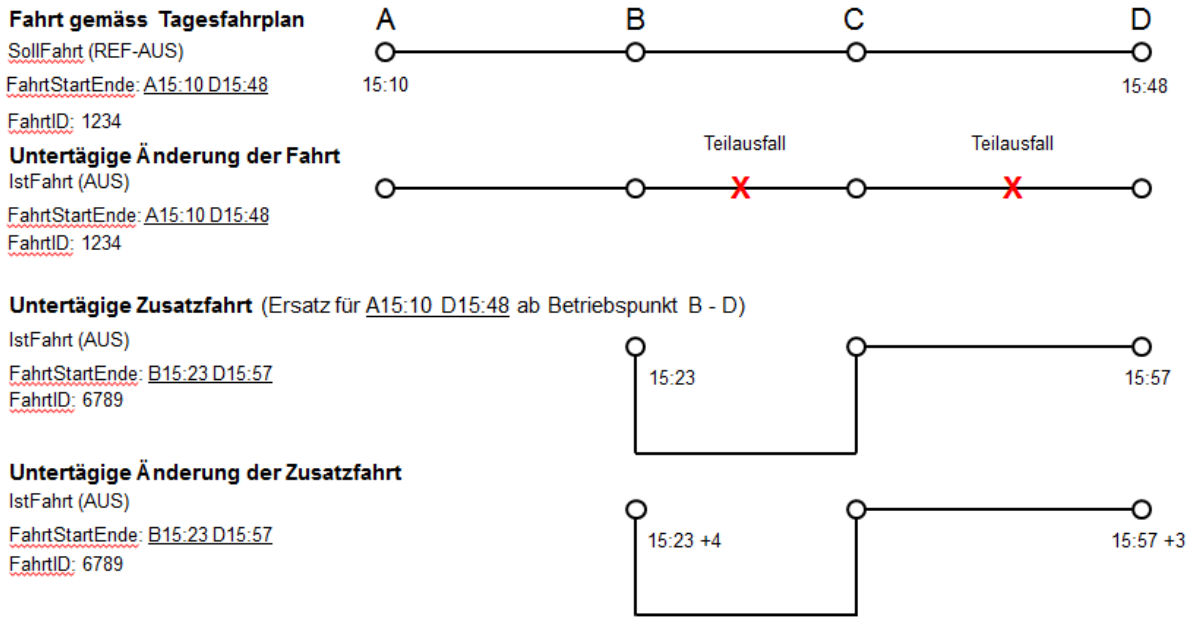 Fahrt gemäss Tagesfahrplan
A B C D
SollFahrt (REF-AUS)
FahrtStartEnde: A15:10 D15:48
15:10 15:48
FahrtID: 1234
Teilausfall Teilausfall
Untertägige Änderung der Fahrt
IstFahrt (AUS)
X X
FahrtStartEnde: A15:10 D15:48
FahrtID: 1234
Untertägige Zusatzfahrt (Ersatz für A15:10 D15:48 ab Betriebspunkt B - D)
IstFahrt (AUS)
FahrtStartEnde: B15:23 D15:57
15:23 15:57
FahrtID: 6789
Untertägige Änderung der Zusatzfahrt
IstFahrt (AUS)
FahrtStartEnde: B15:23 D15:57
15:23 +4 15:57 +3
FahrtID: 6789